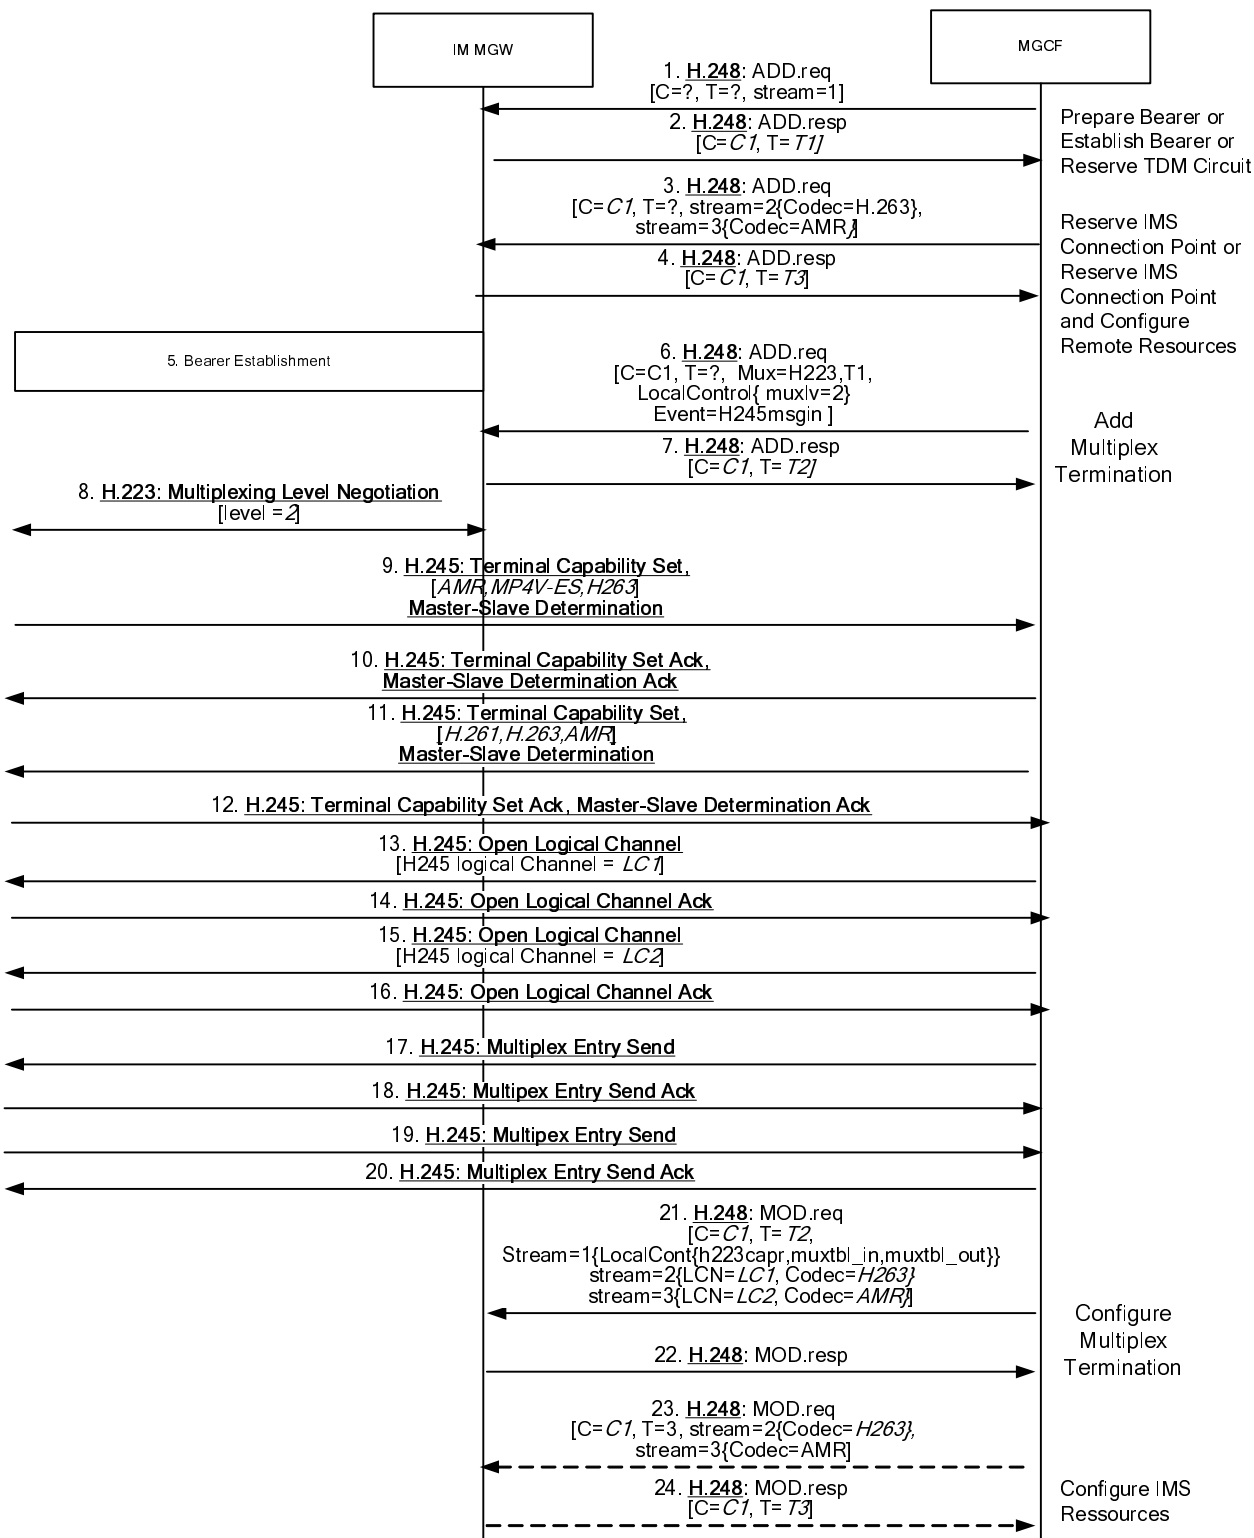 IM MGW
MGCF
1. H.248: ADD.req
[C=?, T=?, stream=1]
2. H.248: ADD.resp
[C=C1, T=T1]
Prepare Bearer or
Establish Bearer or
Reserve TDM Circuit
3. H.248: ADD.req
[C=C1, T=?, stream=2{Codec=H.263},
stream=3{Codec=AMR}]
4. H.248: ADD.resp
[C=C1, T=T3]
Reserve IMS
Connection Point or
Reserve IMS
Connection Point
and Configure
Remote Resources
5. Bearer Establishment
6. H.248: ADD.req
[C=C1, T=?, Mux=H223,T1,
LocalControl{ muxlv=2}
Event=H245msgin ]
7. H.248: ADD.resp
[C=C1, T=T2]
Add
Multiplex
Termination
8. H.223: Multiplexing Level Negotiation
[level =2]
9. H.245: Terminal Capability Set,
[AMR,MP4V-ES,H263]
Master-Slave Determination
10. H.245: Terminal Capability Set Ack,
Master-Slave Determination Ack
11. H.245: Terminal Capability Set,
[H.261,H.263,AMR]
Master-Slave Determination
12. H.245: Terminal Capability Set Ack, Master-Slave Determination Ack
13. H.245: Open Logical Channel
[H245 logical Channel = LC1]
14. H.245: Open Logical Channel Ack
15. H.245: Open Logical Channel
[H245 logical Channel = LC2]
16. H.245: Open Logical Channel Ack
17. H.245: Multiplex Entry Send
18. H.245: Multipex Entry Send Ack
19. H.245: Multipex Entry Send
20. H.245: Multiplex Entry Send Ack
21. H.248: MOD.req
[C=C1, T=T2,
Stream=1{LocalCont{h223capr,muxtbl_in,muxtbl_out}}
stream=2{LCN=LC1, Codec=H263}
stream=3{LCN=LC2, Codec=AMR}]
22. H.248: MOD.resp
Configure
Multiplex
Termination
23. H.248: MOD.req
[C=C1, T=3, stream=2{Codec=H263},
stream=3{Codec=AMR]
24. H.248: MOD.resp
[C=C1, T=T3]
Configure IMS
Ressources